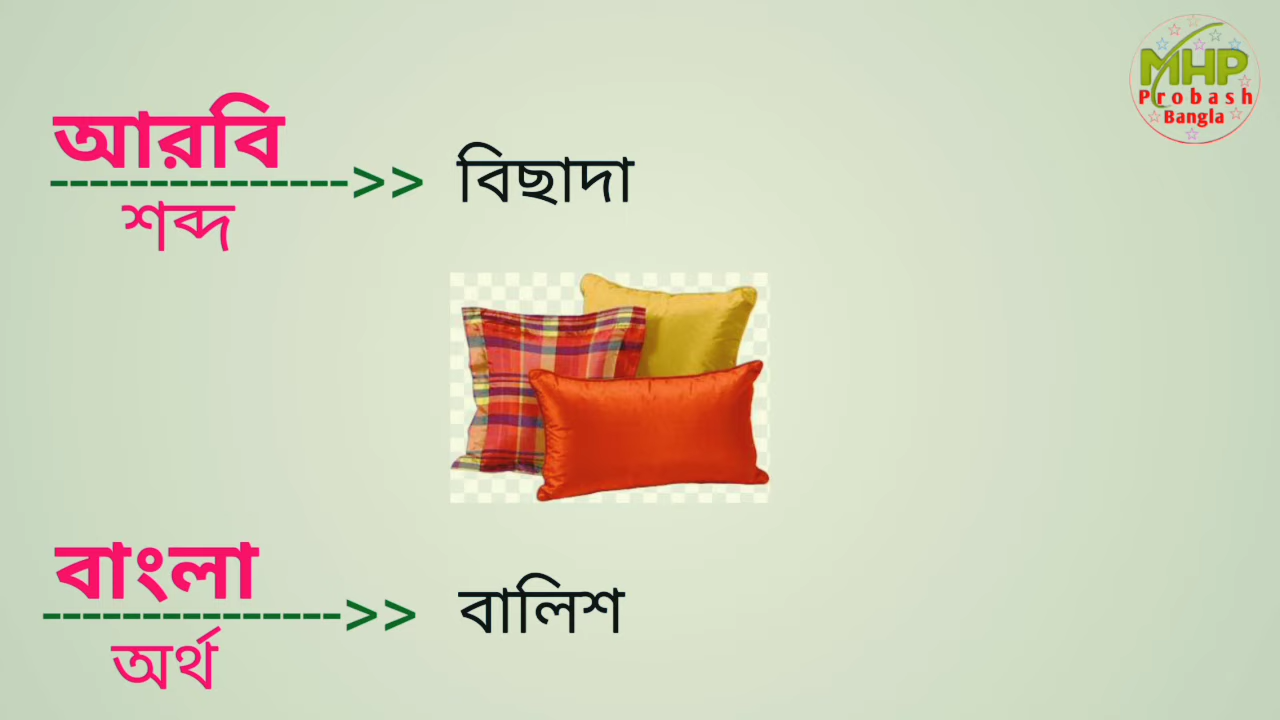 MHP
Probash
Bangla
আরবি
---------------->> বিছাদা
শব্দ
বাংলা
---------------->> বালিশ
অর্থ